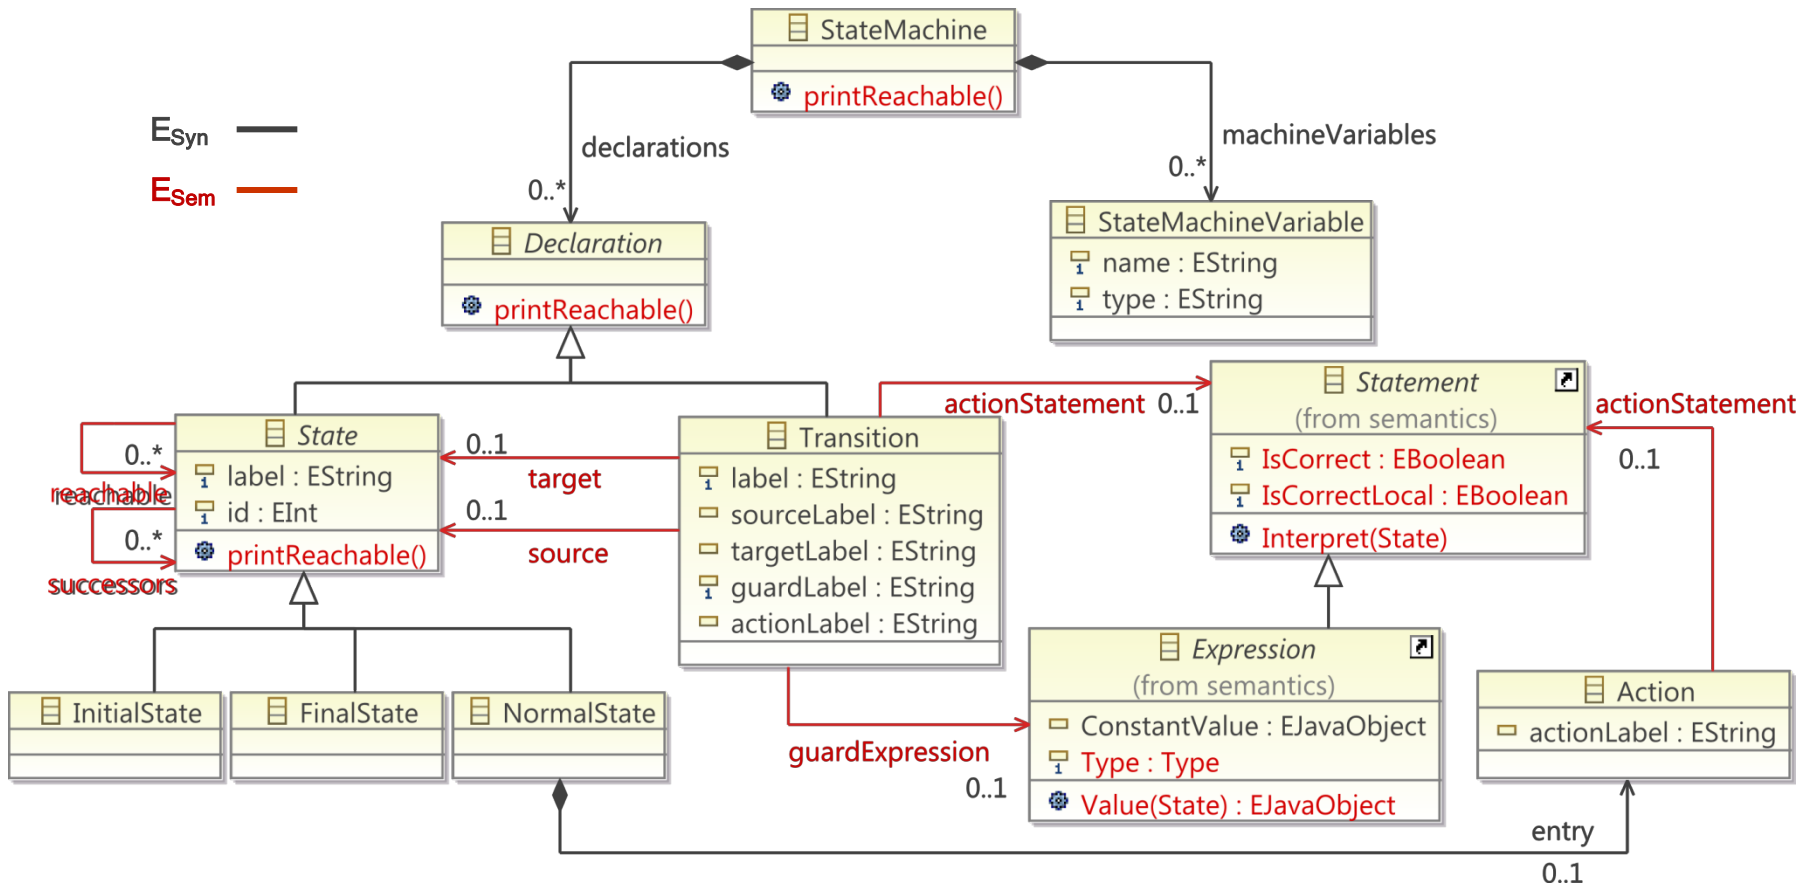 StateMachine
printReachable()
E_Syn
E_Sem
declarations
0..*
machineVariables
0..*
Declaration
printReachable()
StateMachineVariable
name : EString
type : EString
State
label : EString
id : EInt
printReachable()
0..*
reachable
0..*
successors
0..1
target
0..1
source
Transition
label : EString
sourceLabel : EString
targetLabel : EString
guardLabel : EString
actionLabel : EString
actionStatement 0..1
Statement
(from semantics)
IsCorrect : EBoolean
IsCorrectLocal : EBoolean
Interpret(State)
actionStatement
0..1
InitialState
FinalState
NormalState
guardExpression
0..1
Expression
(from semantics)
ConstantValue : EJavaObject
Type : Type
Value(State) : EJavaObject
Action
actionLabel : EString
entry
0..1